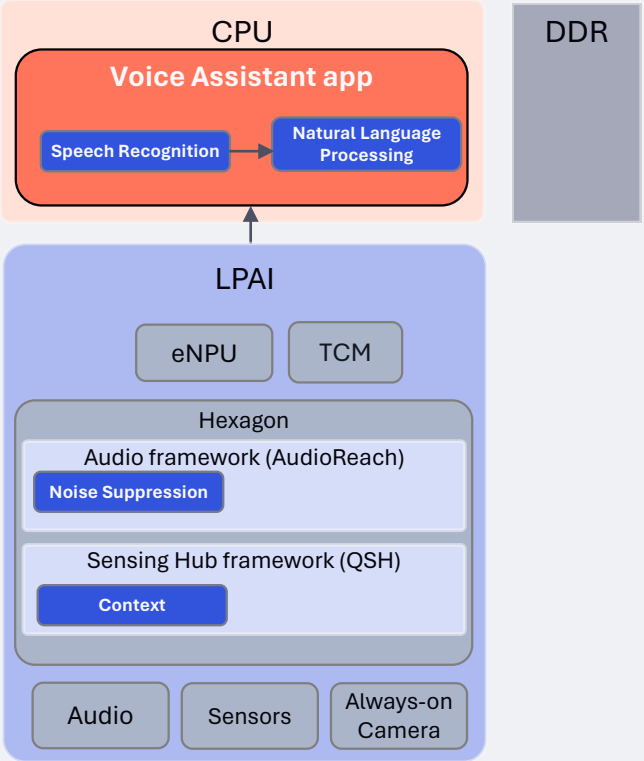 CPU
DDR
Voice Assistant app
Speech Recognition
Natural Language
Processing
LPAI
eNPU
TCM
Hexagon
Audio framework (AudioReach)
Noise Suppression
Sensing Hub framework (QSH)
Context
Audio
Sensors
Always-on
Camera